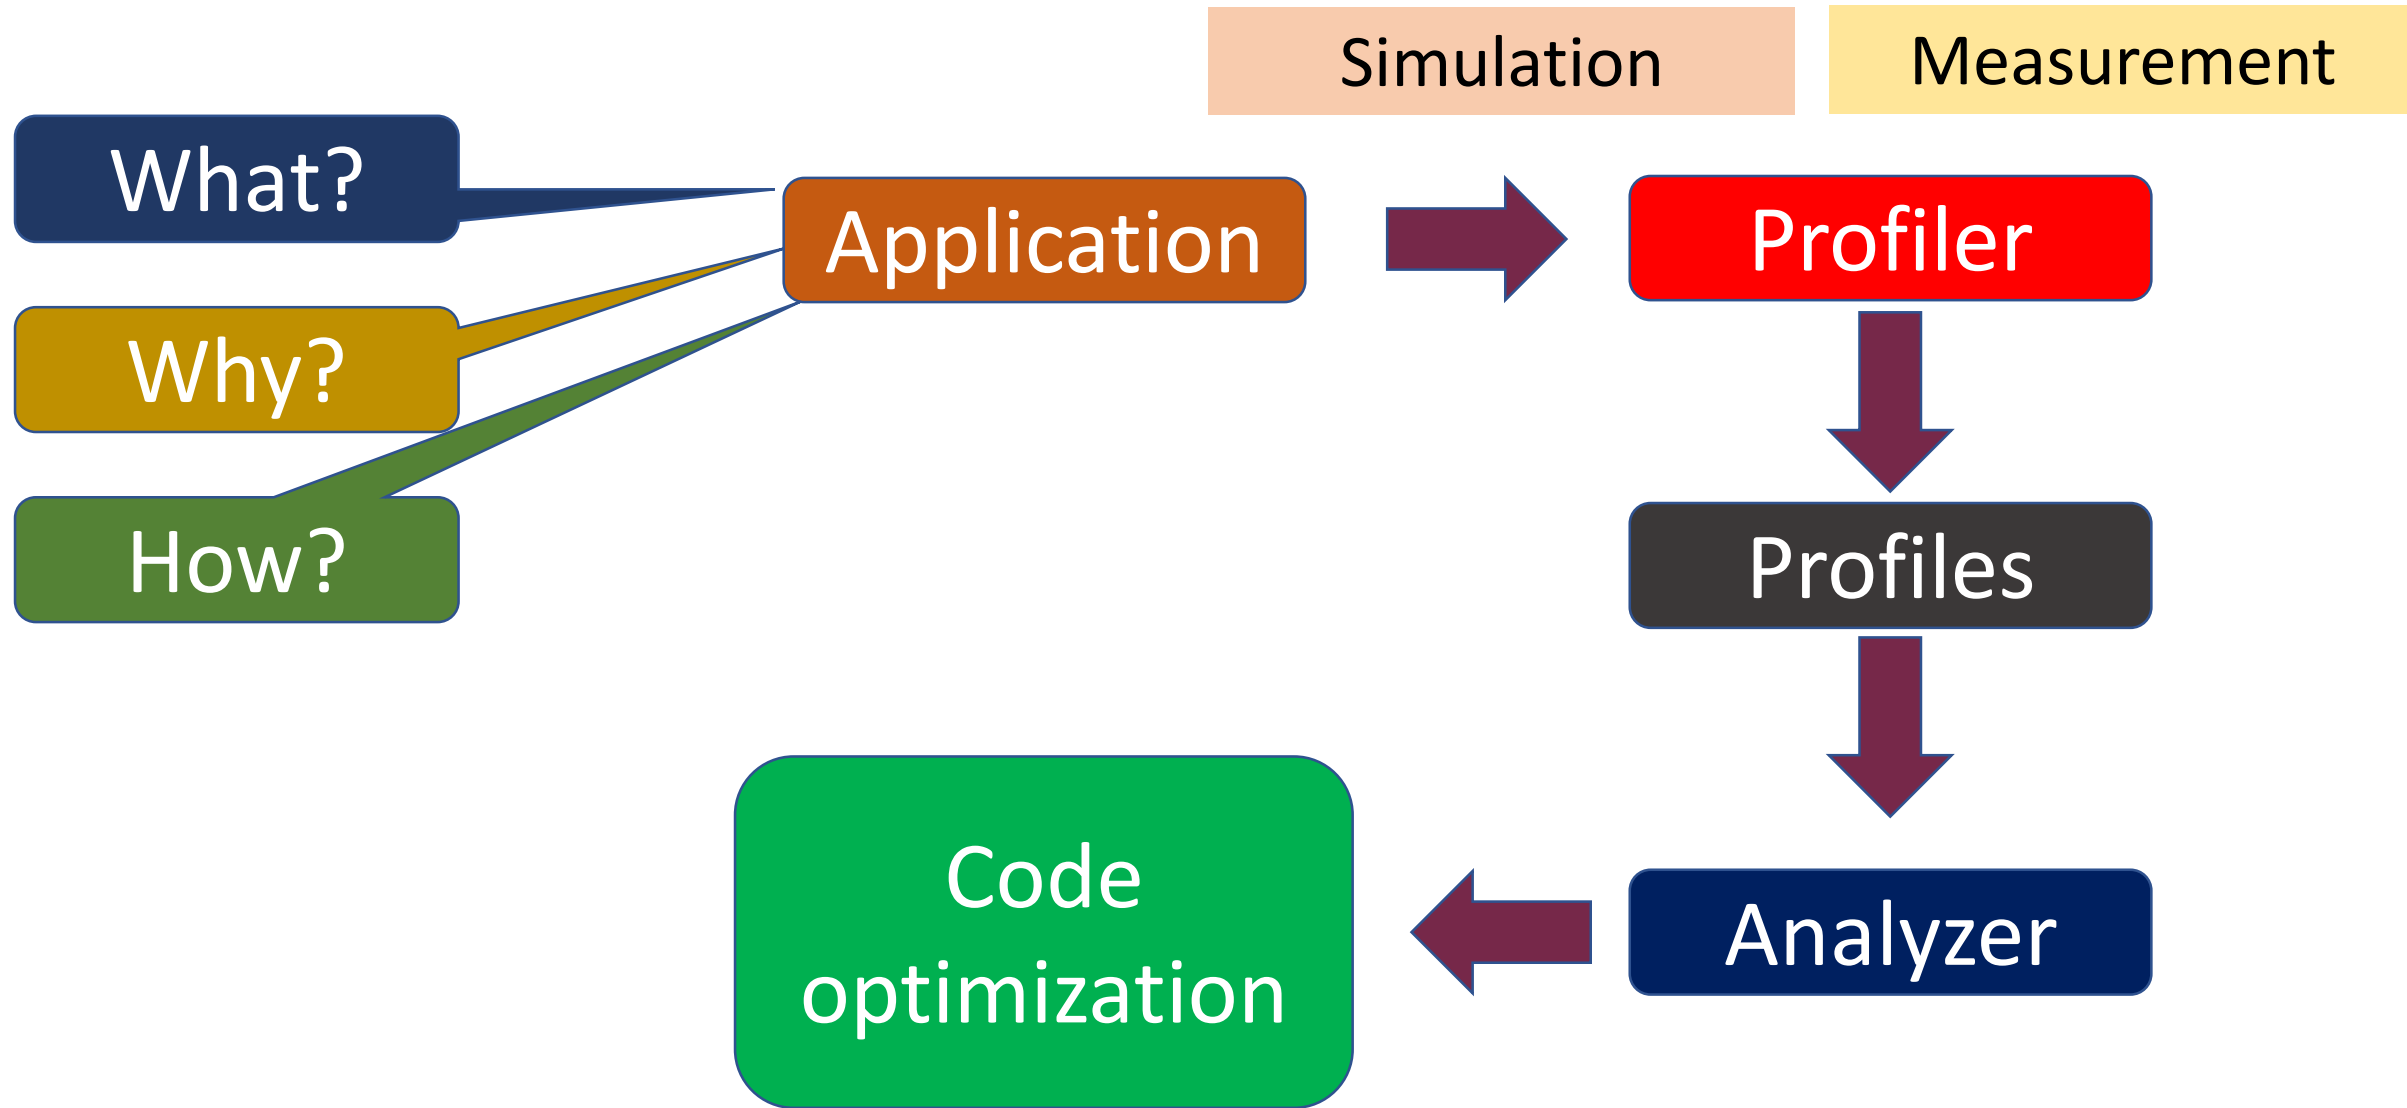 Simulation
Measurement
What?
Application
Profiler
Why?
How?
Profiles
Code
optimization
Analyzer